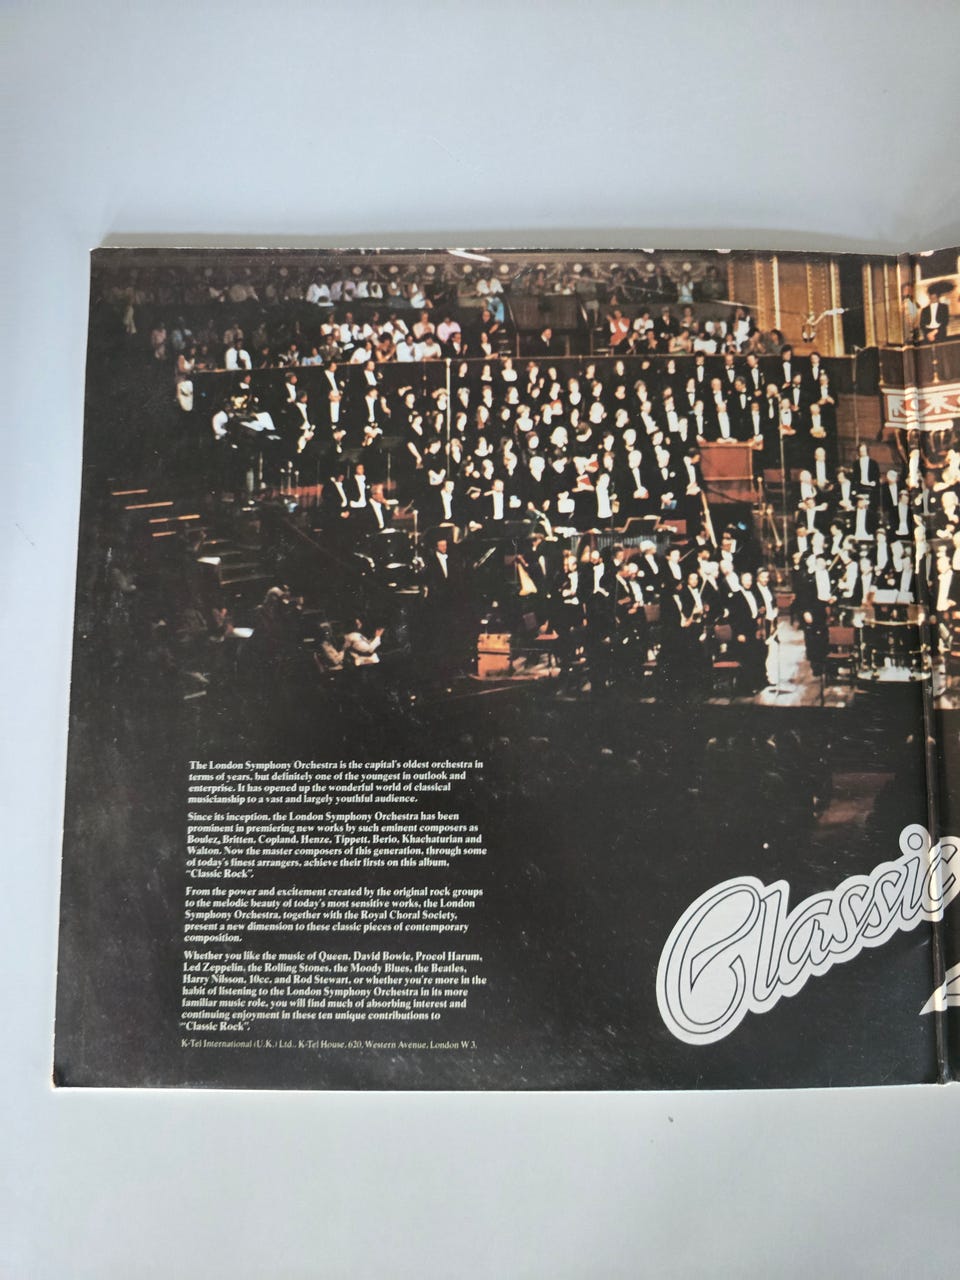 The London Symphony Orchestra is the capital's oldest orchestra in
terms of years, but definitely one of the youngest in outlook and
enterprise. It has opened up the wonderful world of classical
musicianship to a vast and largely youthful audience.
Since its inception, the London Symphony Orchestra has been
prominent in premiering new works by such eminent composers as
Boulez, Britten, Copland, Henze, Tippett, Berio, Khachaturian and
Walton. Now the master composers of this generation, through some
of today's finest arrangers, achieve their firsts on this album,
"Classic Rock".
From the power and excitement created by the original rock groups
to the melodic beauty of today's most sensitive works, the London
Symphony Orchestra, together with the Royal Choral Society,
present a new dimension to these classic pieces of contemporary
composition.
Whether you like the music of Queen, David Bowie, Procol Harum,
Led Zeppelin, the Rolling Stones, the Moody Blues, the Beatles,
Harry Nilsson, 10cc, and Rod Stewart, or whether you're more in the
habit of listening to the London Symphony Orchestra in its more
familiar music role, you will find much of absorbing interest and
continuing enjoyment in these ten unique contributions to
"Classic Rock".
K-Tel International (U.K.) Ltd., K-Tel House, 620, Western Avenue, London W3.
Classic